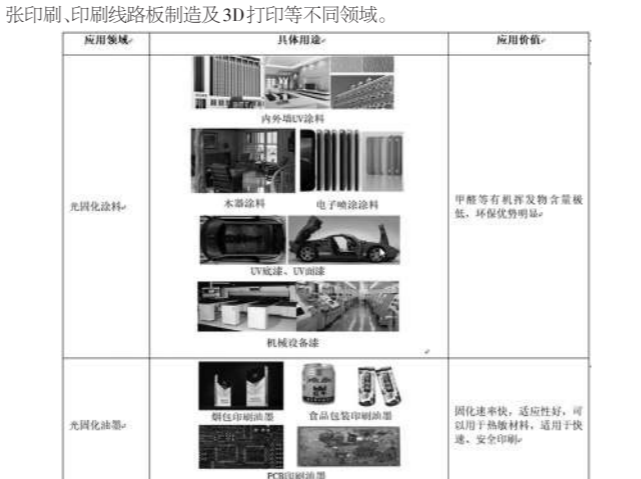 张印刷、印刷线路板制造及3D打印等不同领域。
应用领域 具体用途 应用价值
内外墙UV涂料
木器涂料 电子喷涂涂料
光固化涂料
甲醛等有机挥发物含量极
低，环保优势明显
UV底漆、UV面漆
机械设备漆
烟包印刷油墨 食品包装印刷油墨
光固化油墨
固化速率快，适应性好，可
以用于热敏材料，适用于快
速、安全印刷
PCB印刷油墨